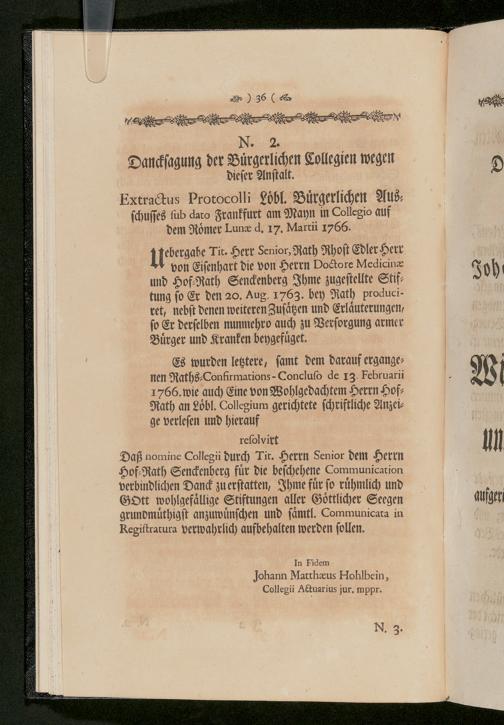 ) 36 (
N. 2.
Dancksagung der Bürgerlichen Collegien wegen
dieser Anstalt.
Extractus Protocolli Löbl. Bürgerlichen Aus-
schusses sub dato Franckfurt am Mayn in Collegio auf
dem Römer Lunæ d. 17. Martii 1766.
Uebergabe Tit. Herr Senior, Rath Rhost Edler Herr
von Eisenhart die von Herrn Doctore Medicinæ
und Hof-Rath Senckenberg Ihme zugestellte Stif-
tung so Er den 20. Aug. 1763. bey Rath produci-
ret, nebst denen weiteren Zusätzen und Erläuterungen,
so Er derselben nunmehro auch zu Versorgung armer
Bürger und Kranken beygefüget.
Es wurden letztere, samt dem darauf ergange-
nen Raths-Confirmations-Concluso de 13. Februarii
1766. wie auch Eine von Wohlgedachtem Herrn Hof-
Rath an Löbl. Collegium gerichtete schriftliche Anzei-
ge verlesen und hierauf
resolvirt
Daß nomine Collegii durch Tit. Herrn Senior dem Herrn
Hof-Rath Senckenberg für die beschehene Communication
verbindlichen Danck zu erstatten, Ihme für so rühmlich und
GOtt wohlgefällige Stiftungen aller Göttlicher Seegen
grundmüthigst anzuwünschen und sämtl. Communicata in
Registratura verwahrlich aufbehalten werden sollen.
In Fidem
Johann Matthæus Hohlbein,
Collegii Actuarius jur. mppr.
N. 3.
Joh
Wi
un
aufger